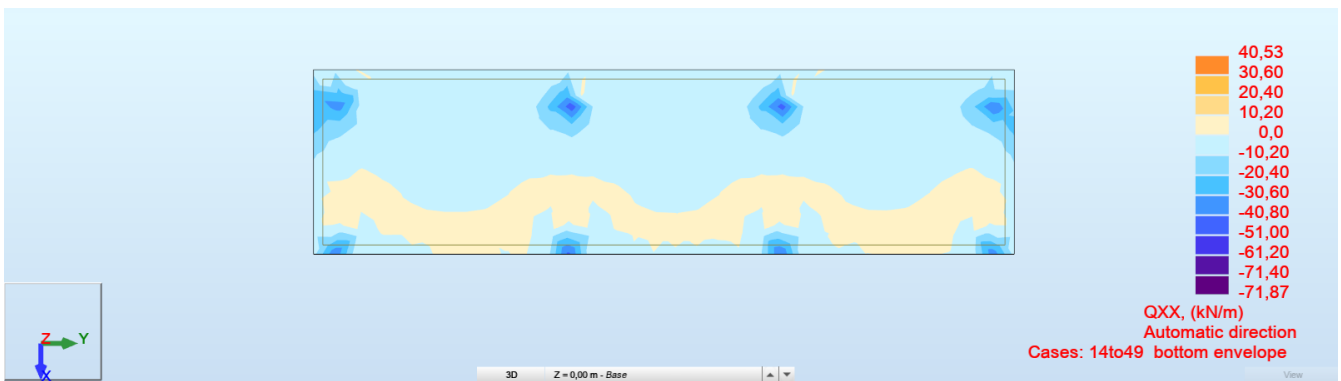 40,53
30,60
20,40
10,20
0,0
-10,20
-20,40
-30,60
-40,80
-51,00
-61,20
-71,40
-71,87
QXX, (kN/m)
Automatic direction
Cases: 14to49 bottom envelope
Z
Y
X
3D Z = 0,00 m - Base
View